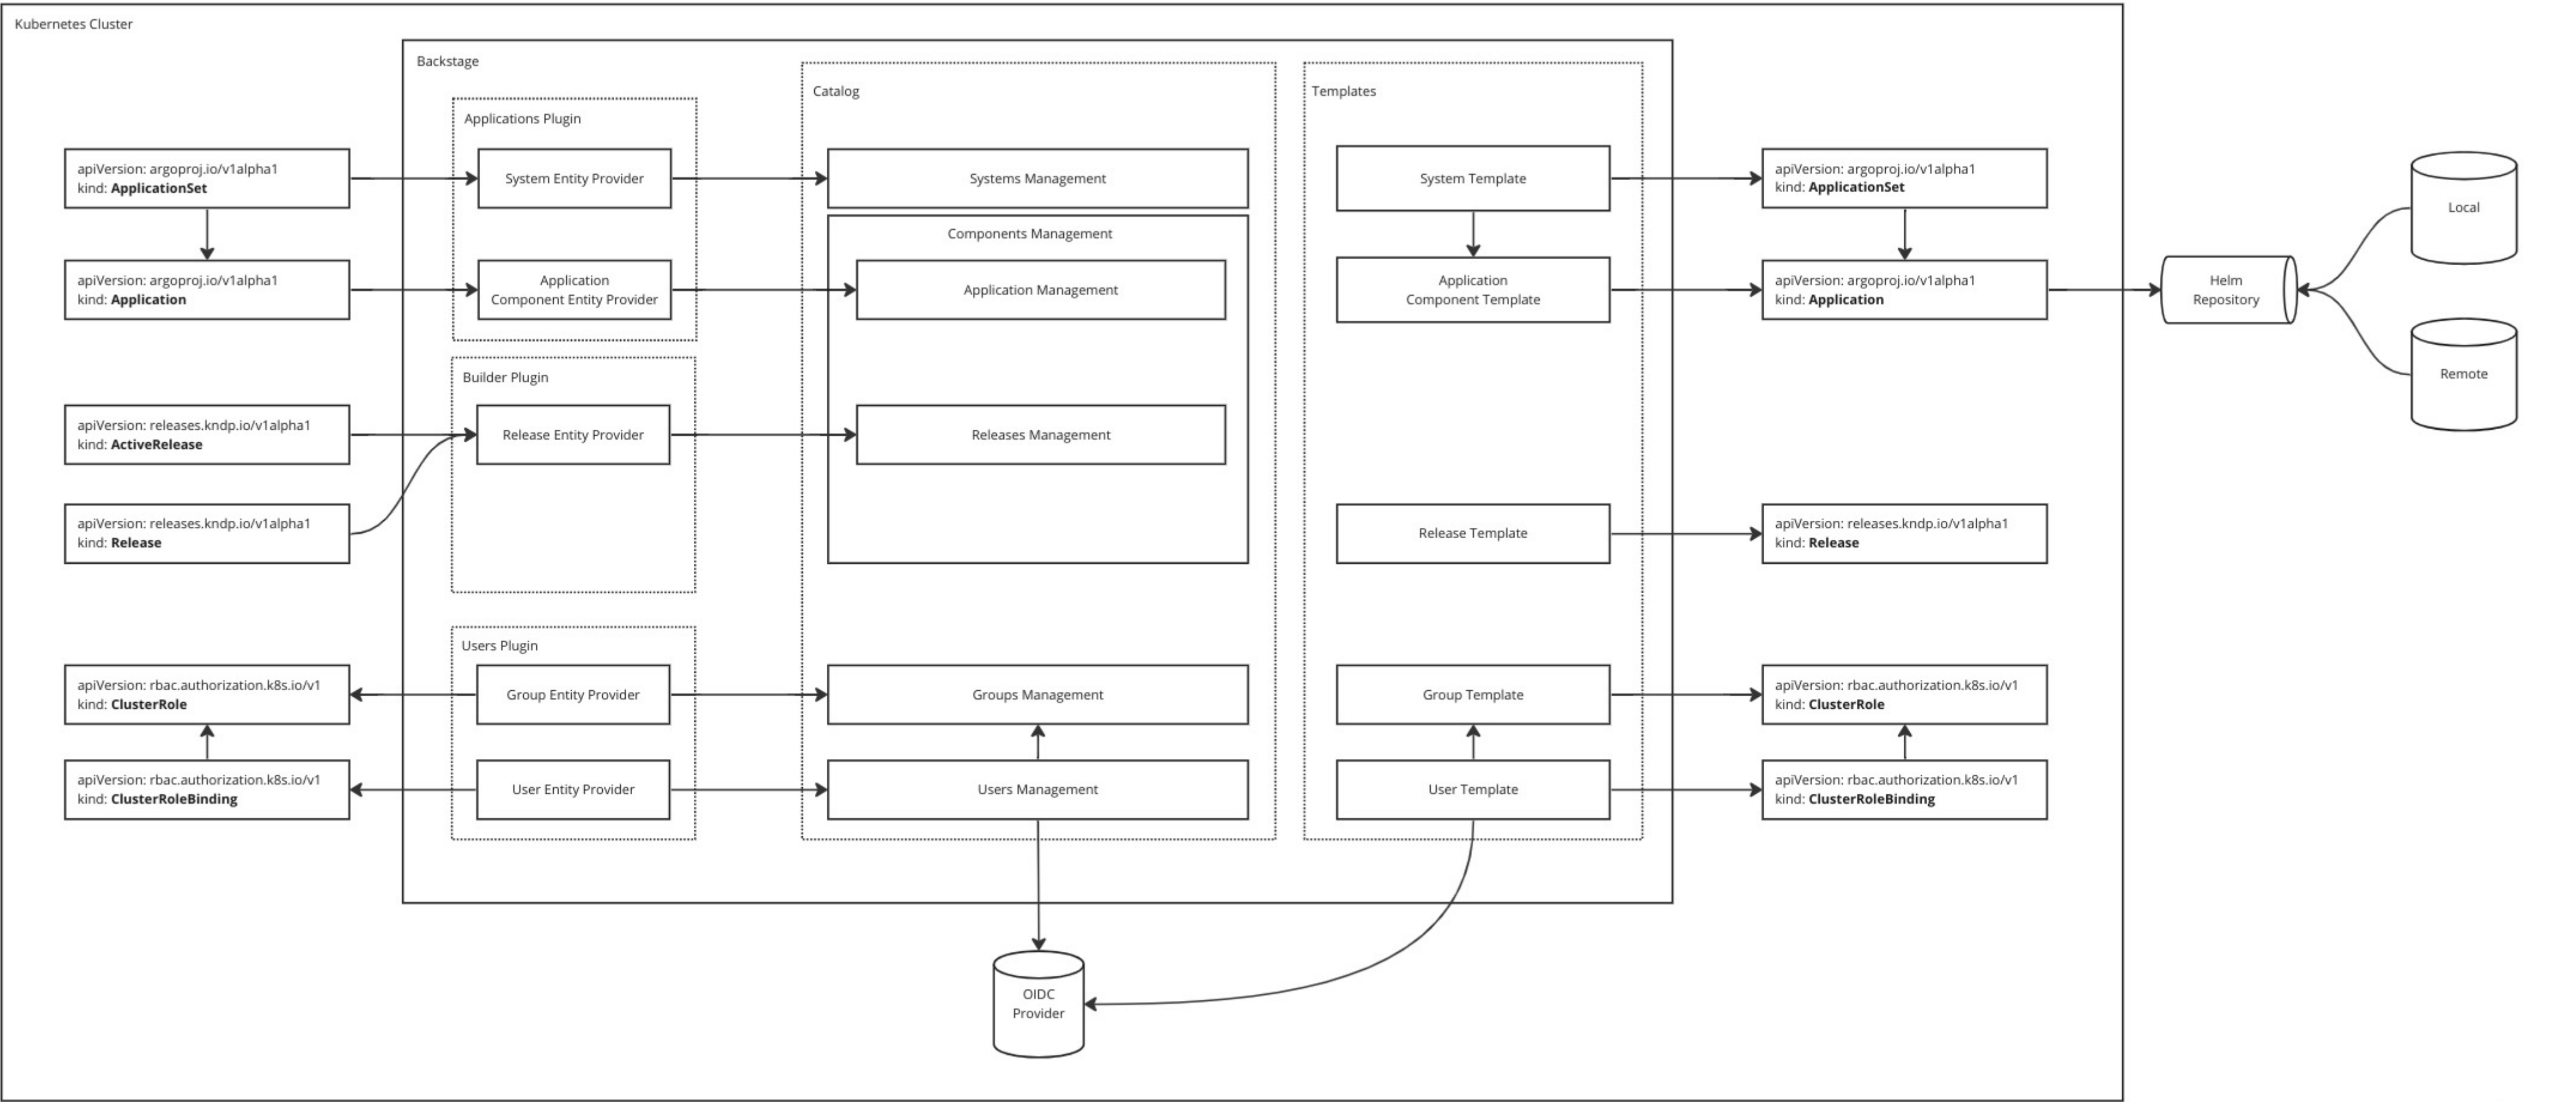 Kubernetes Cluster
Backstage
Applications Plugin
Catalog
Templates
apiVersion: argoproj.io/v1alpha1
kind: ApplicationSet
System Entity Provider
Systems Management
System Template
apiVersion: argoproj.io/v1alpha1
kind: ApplicationSet
Local
Components Management
apiVersion: argoproj.io/v1alpha1
kind: Application
Application
Component Entity Provider
Application Management
Application
Component Template
apiVersion: argoproj.io/v1alpha1
kind: Application
Helm
Repository
Remote
Builder Plugin
apiVersion: releases.kndp.io/v1alpha1
kind: ActiveRelease
Release Entity Provider
Releases Management
apiVersion: releases.kndp.io/v1alpha1
kind: Release
Release Template
apiVersion: releases.kndp.io/v1alpha1
kind: Release
Users Plugin
apiVersion: rbac.authorization.k8s.io/v1
kind: ClusterRole
Group Entity Provider
Groups Management
Group Template
apiVersion: rbac.authorization.k8s.io/v1
kind: ClusterRole
apiVersion: rbac.authorization.k8s.io/v1
kind: ClusterRoleBinding
User Entity Provider
Users Management
User Template
apiVersion: rbac.authorization.k8s.io/v1
kind: ClusterRoleBinding
OIDC
Provider